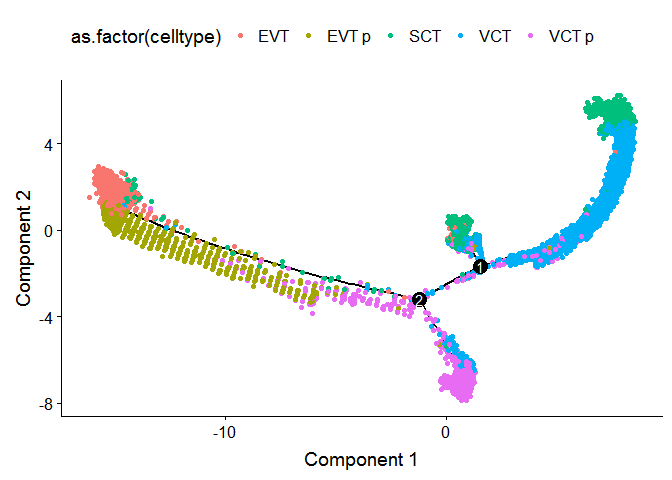 as.factor(celltype) EVT EVT p SCT VCT VCT p
4
0
-4
-8
Component 2
1
2
-10 0
Component 1